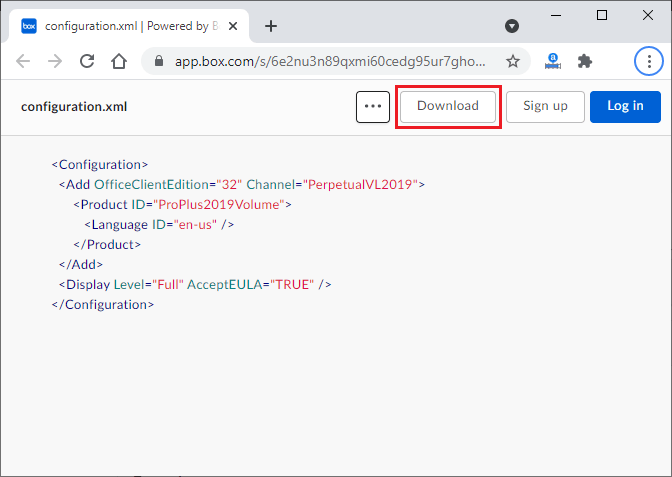 box configuration.xml | Powered by B
app.box.com/s/6e2nu3n89qxmi60cedg95ur7gho...
configuration.xml
Download
Sign up
Log in
<Configuration>
<Add OfficeClientEdition="32" Channel="PerpetualVL2019">
<Product ID="ProPlus2019Volume">
<Language ID="en-us" />
</Product>
</Add>
<Display Level="Full" AcceptEULA="TRUE" />
</Configuration>